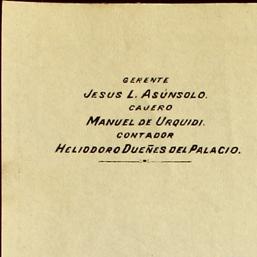 GERENTE
JESUS L. ASÚNSOLO.
CAJERO
MANUEL DE URQUIDI.
CONTADOR
HELIODORO DUEÑES DEL PALACIO.